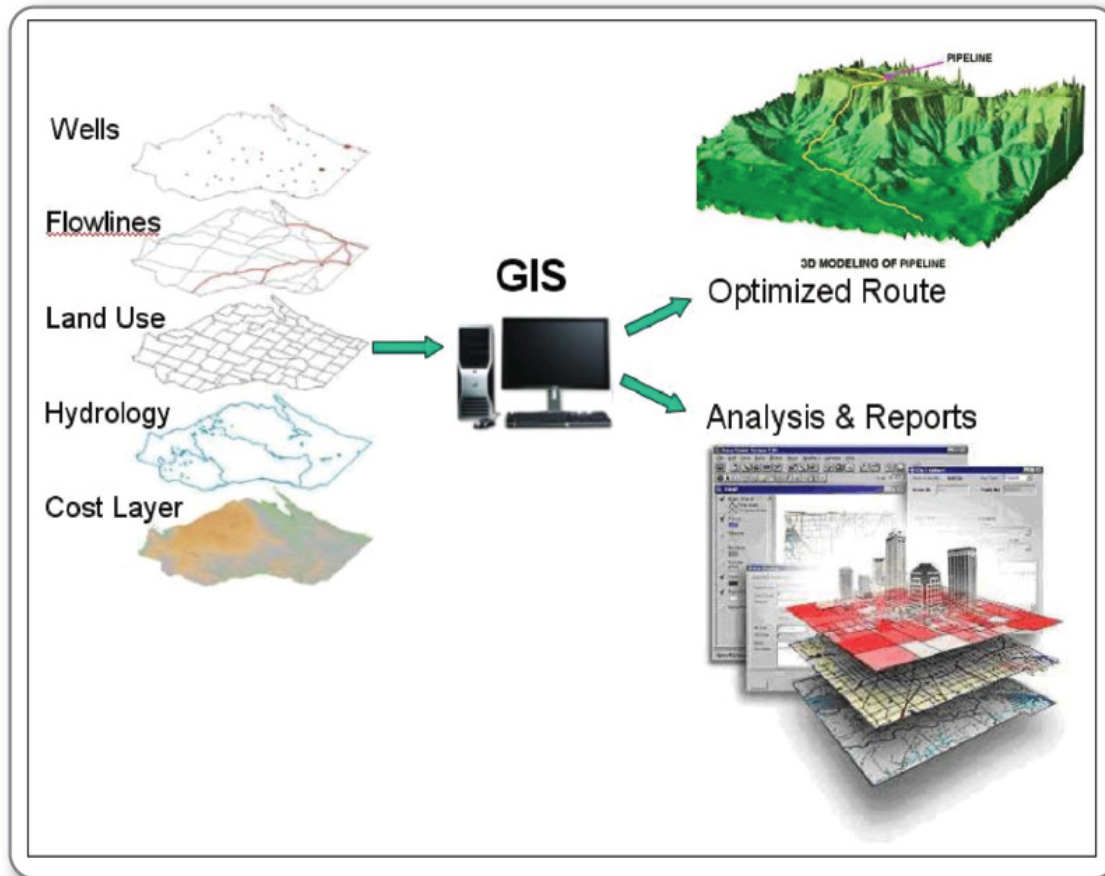 Wells
Flowlines
Land Use
Hydrology
Cost Layer
GIS
PIPELINE
3D MODELING OF PIPELINE
Optimized Route
Analysis & Reports